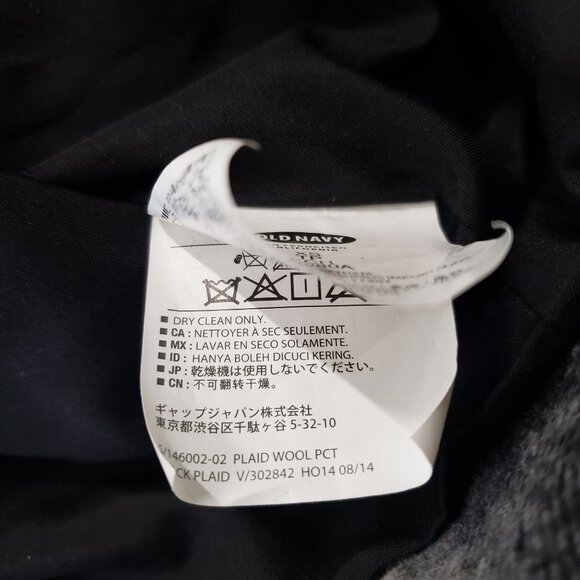 OLD NAVY
■ DRY CLEAN ONLY.
■ CA : NETTOYER À SEC SEULEMENT.
■ MX : LAVAR EN SECO SOLAMENTE.
■ ID : HANYA BOLEH DICUCI KERING.
■ JP : 乾燥機は使用しないでください。
■ CN : 不可翻转干燥。
ギャップジャパン株式会社
東京都渋谷区千駄ヶ谷 5-32-10
S/146002-02 PLAID WOOL PCT
CK PLAID V/302842 HO14 08/14